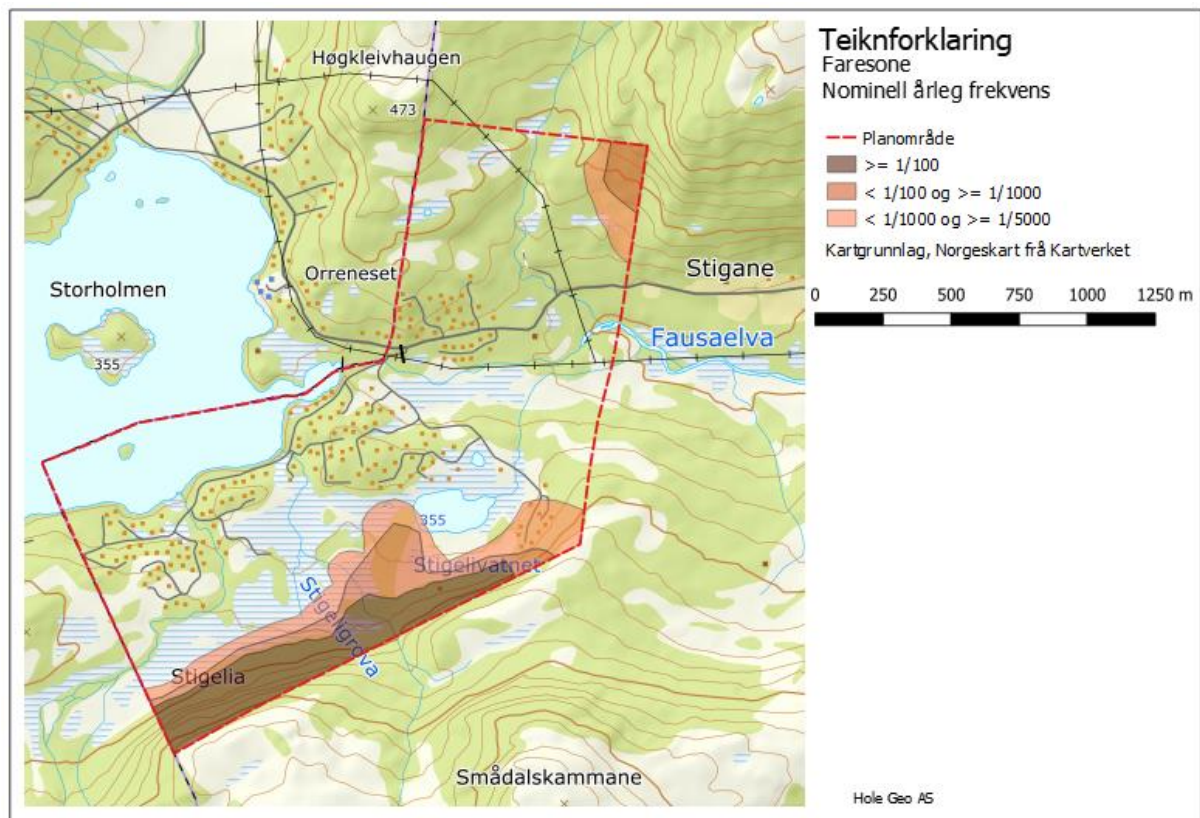 Høgkleivhaugen
473
Orreneset
Stigane
Storholmen
355
Fausaelva
355
Stigelivatnet
Stigeligrova
Stigelia
Smådalskammane
Teiknforklaring
Faresone
Nominell årleg frekvens
Planområde
>= 1/100
< 1/100 og >= 1/1000
< 1/1000 og >= 1/5000
Kartgrunnlag, Norgeskart frå Kartverket
0 250 500 750 1000 1250 m
Hole Geo AS